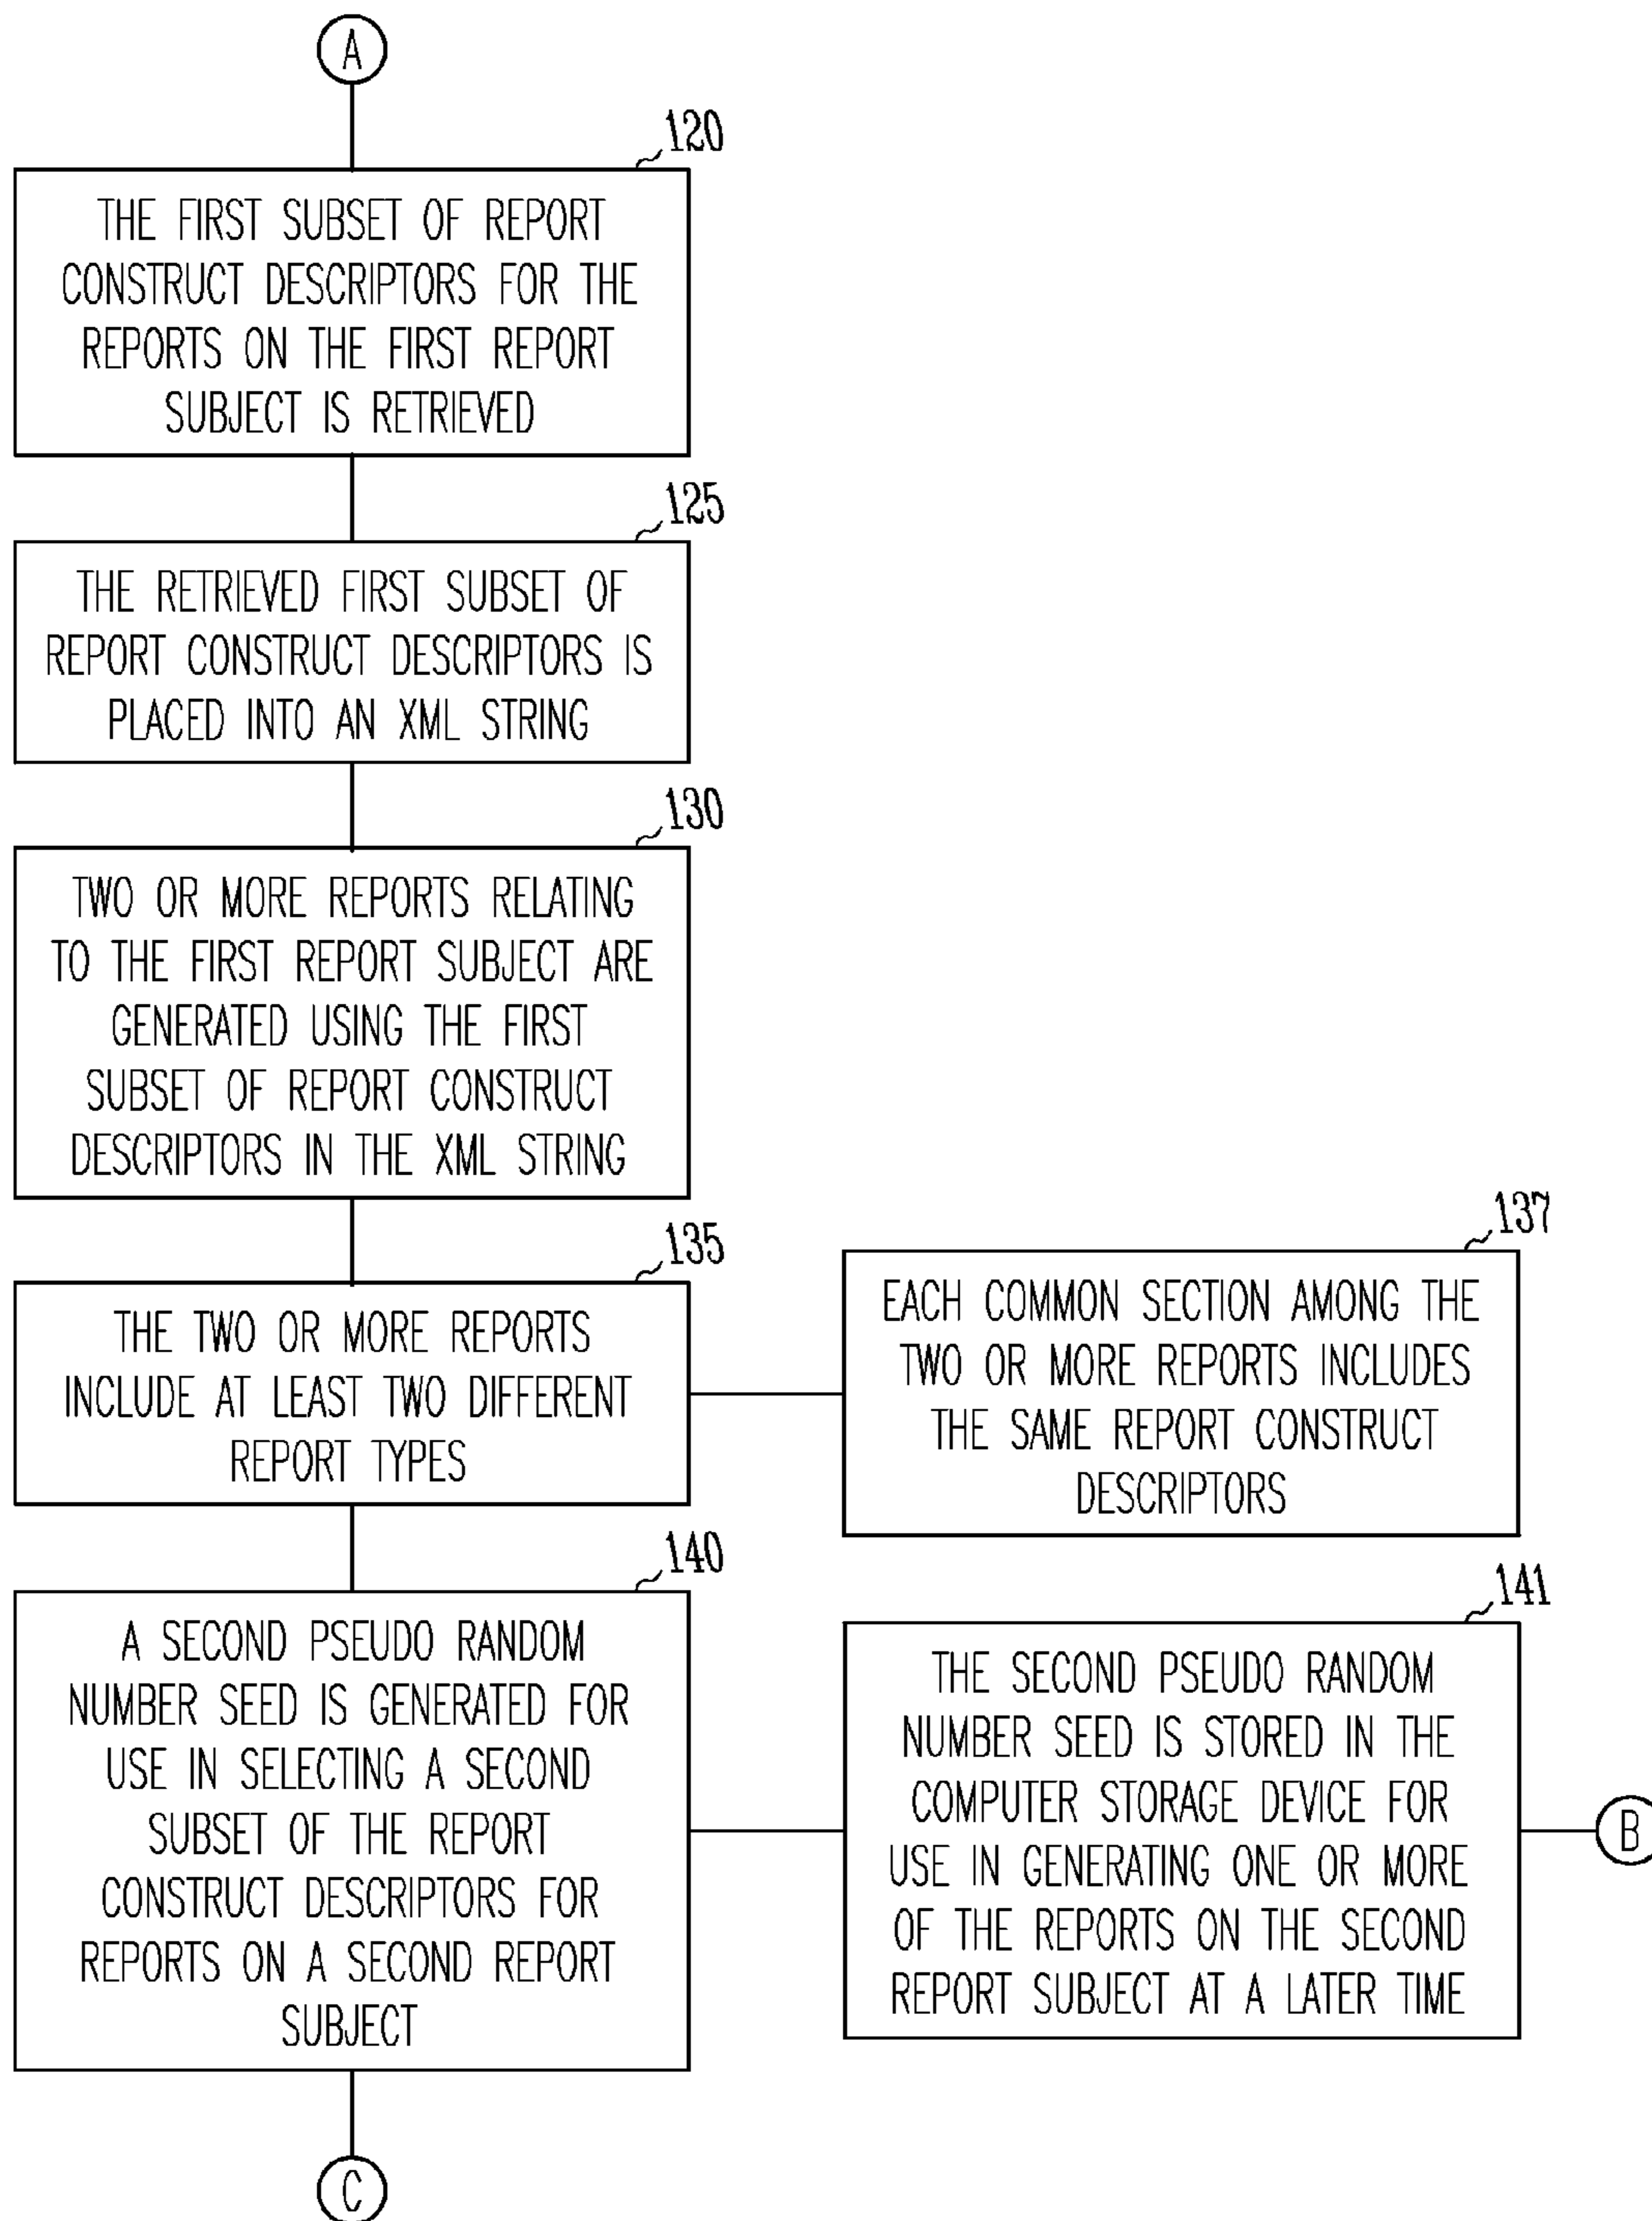 A
120
THE FIRST SUBSET OF REPORT
CONSTRUCT DESCRIPTORS FOR THE
REPORTS ON THE FIRST REPORT
SUBJECT IS RETRIEVED
125
THE RETRIEVED FIRST SUBSET OF
REPORT CONSTRUCT DESCRIPTORS IS
PLACED INTO AN XML STRING
130
TWO OR MORE REPORTS RELATING
TO THE FIRST REPORT SUBJECT ARE
GENERATED USING THE FIRST
SUBSET OF REPORT CONSTRUCT
DESCRIPTORS IN THE XML STRING
135
THE TWO OR MORE REPORTS
INCLUDE AT LEAST TWO DIFFERENT
REPORT TYPES
137
EACH COMMON SECTION AMONG THE
TWO OR MORE REPORTS INCLUDES
THE SAME REPORT CONSTRUCT
DESCRIPTORS
140
A SECOND PSEUDO RANDOM
NUMBER SEED IS GENERATED FOR
USE IN SELECTING A SECOND
SUBSET OF THE REPORT
CONSTRUCT DESCRIPTORS FOR
REPORTS ON A SECOND REPORT
SUBJECT
141
THE SECOND PSEUDO RANDOM
NUMBER SEED IS STORED IN THE
COMPUTER STORAGE DEVICE FOR
USE IN GENERATING ONE OR MORE
OF THE REPORTS ON THE SECOND
REPORT SUBJECT AT A LATER TIME
B
C